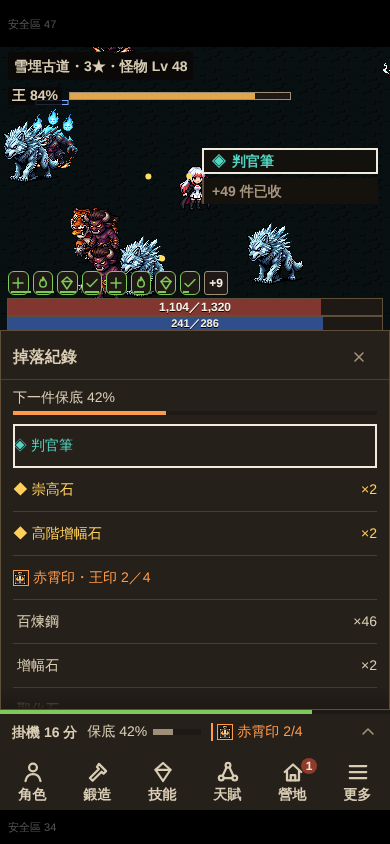 安全區 47
雪埋古道・3★・怪物 Lv 48
王 84%
◈ 判官筆
+49 件已收
+9
1,104／1,320
241／286
掉落紀錄
下一件保底 42%
◈ 判官筆
◆ 崇高石 ×2
◆ 高階增幅石 ×2
赤霄印・王印 2／4
百煉鋼 ×46
增幅石 ×2
掛機 16 分 保底 42% 赤霄印 2/4
角色 鍛造 技能 天賦 營地 1 更多
安全區 34